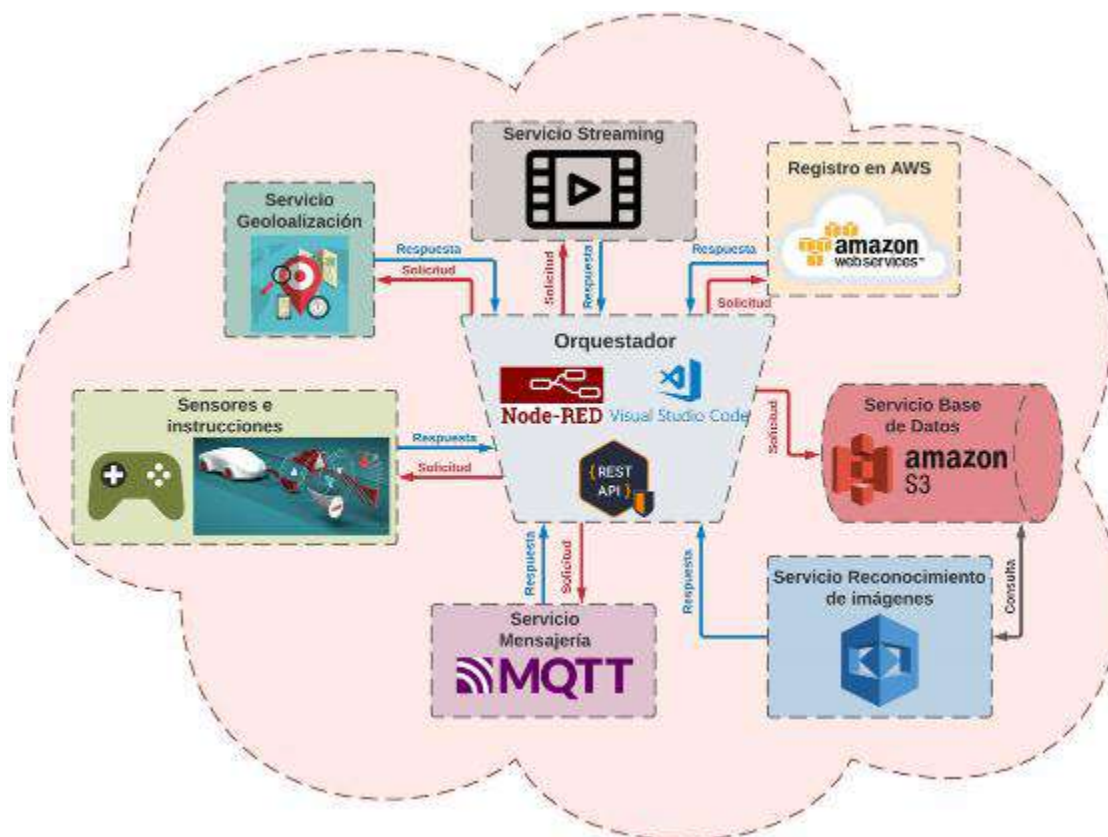 Servicio Streaming
Registro en AWS
amazon
webservices™
Servicio
Geoloalización
Respuesta
Solicitud
Solicitud
Respuesta
Respuesta
Solicitud
Orquestador
Node-RED
Visual Studio Code
{REST
API}
Sensores e
instrucciones
Respuesta
Solicitud
Solicitud
Servicio Base
de Datos
amazon
S3
Respuesta
Solicitud
Respuesta
Consulta
Servicio
Mensajería
MQTT
Servicio Reconocimiento
de imágenes